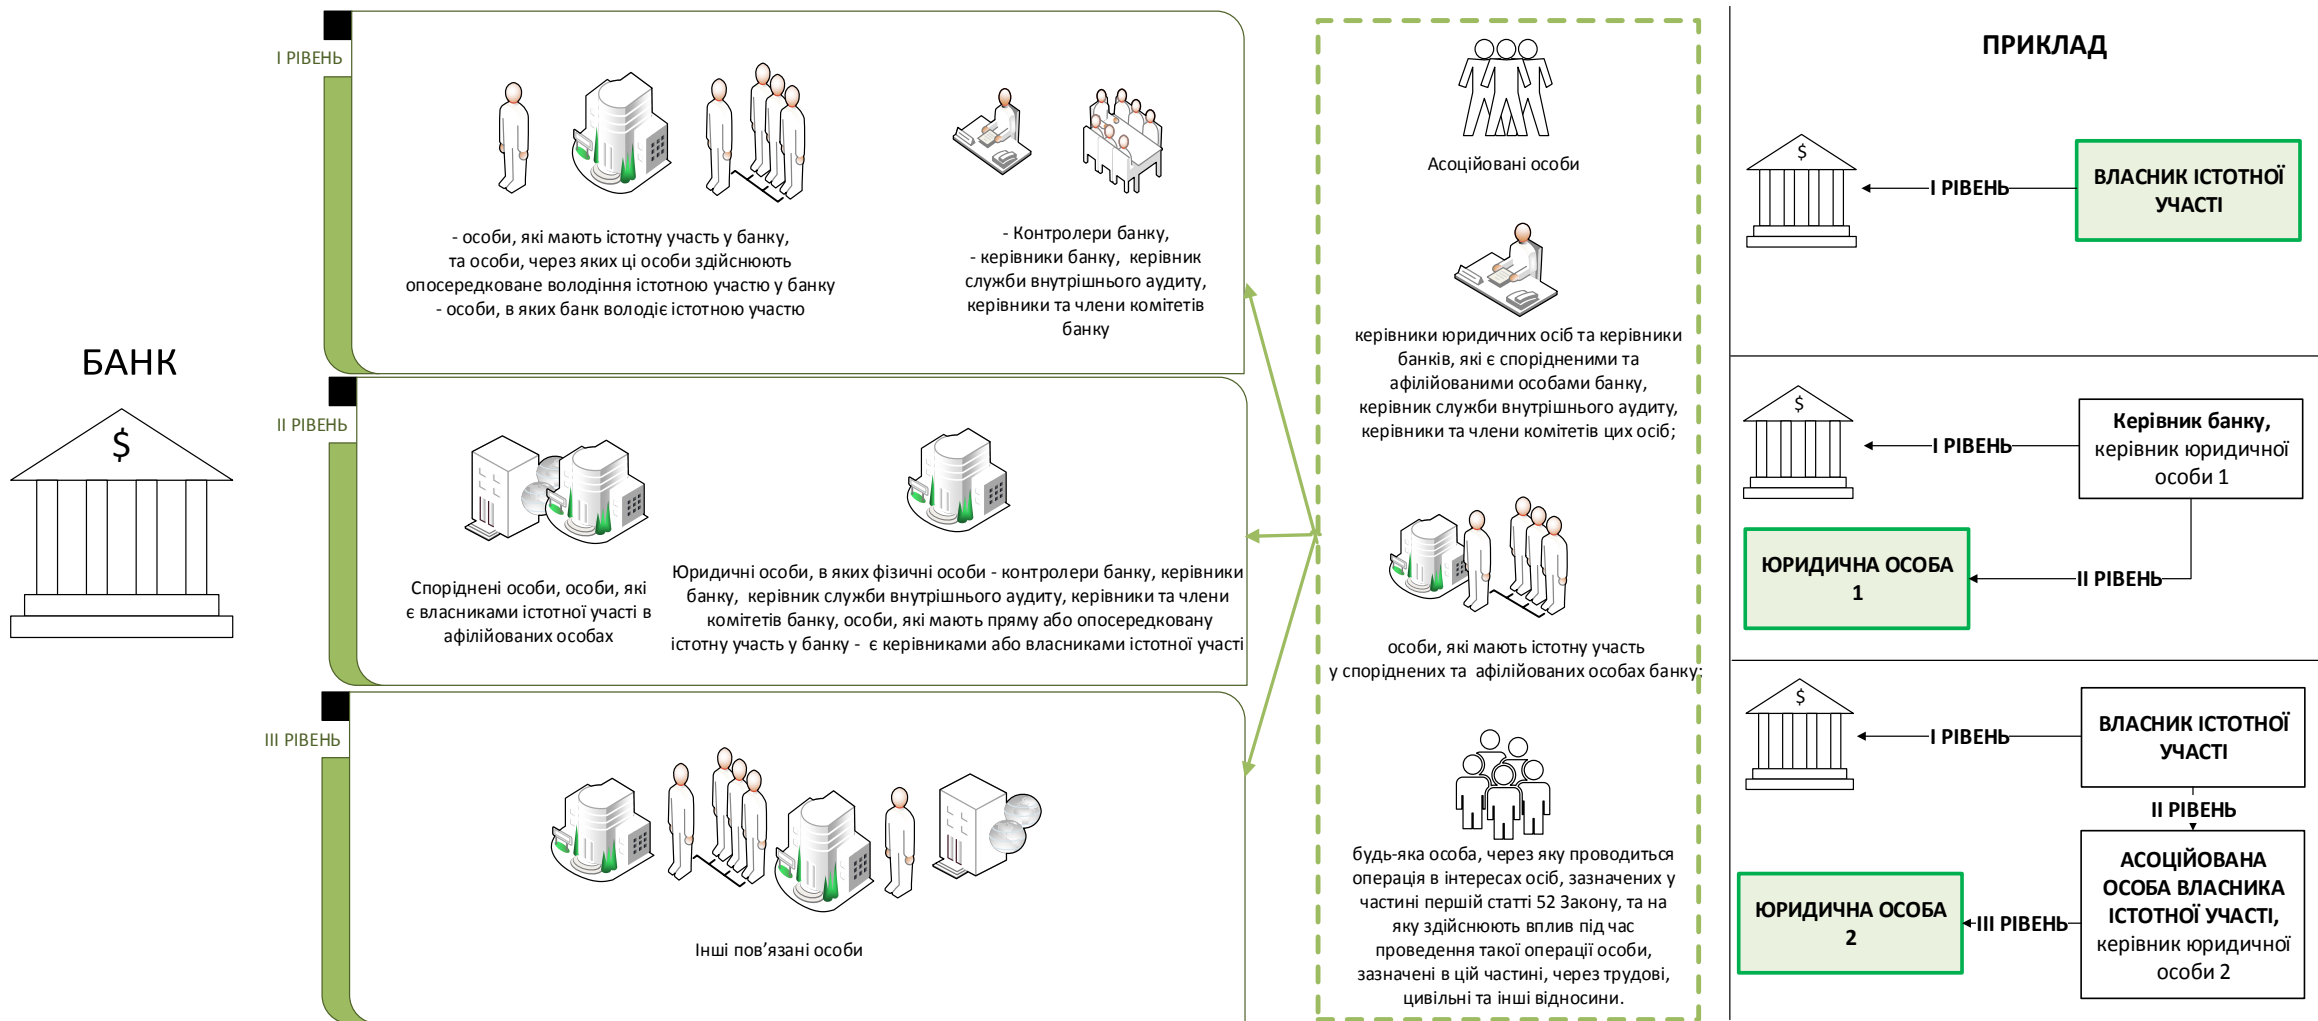 БАНК
$
І РІВЕНЬ
- особи, які мають істотну участь у банку,
та особи, через яких ці особи здійснюють
опосередковане володіння істотною участю у банку
- особи, в яких банк володіє істотною участю
- Контролери банку,
- керівники банку, керівник
служби внутрішнього аудиту,
керівники та члени комітетів
банку
ІІ РІВЕНЬ
Споріднені особи, особи, які
є власниками істотної участі в
афілійованих особах
Юридичні особи, в яких фізичні особи - контролери банку, керівники
банку, керівник служби внутрішнього аудиту, керівники та члени
комітетів банку, особи, які мають пряму або опосередковану
істотну участь у банку - є керівниками або власниками істотної участі
ІІІ РІВЕНЬ
Інші пов’язані особи
Асоційовані особи
керівники юридичних осіб та керівники
банків, які є спорідненими та
афілійованими особами банку,
керівник служби внутрішнього аудиту,
керівники та члени комітетів цих осіб;
особи, які мають істотну участь
у споріднених та афілійованих особах банку;
будь-яка особа, через яку проводиться
операція в інтересах осіб, зазначених у
частині першій статті 52 Закону, та на
яку здійснюють вплив під час
проведення такої операції особи,
зазначені в цій частині, через трудові,
цивільні та інші відносини.
ПРИКЛАД
$
І РІВЕНЬ
ВЛАСНИК ІСТОТНОЇ
УЧАСТІ
$
І РІВЕНЬ
Керівник банку,
керівник юридичної
особи 1
ЮРИДИЧНА ОСОБА
1
ІІ РІВЕНЬ
$
І РІВЕНЬ
ВЛАСНИК ІСТОТНОЇ
УЧАСТІ
ІІ РІВЕНЬ
АСОЦІЙОВАНА
ОСОБА ВЛАСНИКА
ІСТОТНОЇ УЧАСТІ,
керівник юридичної
особи 2
ІІІ РІВЕНЬ
ЮРИДИЧНА ОСОБА
2